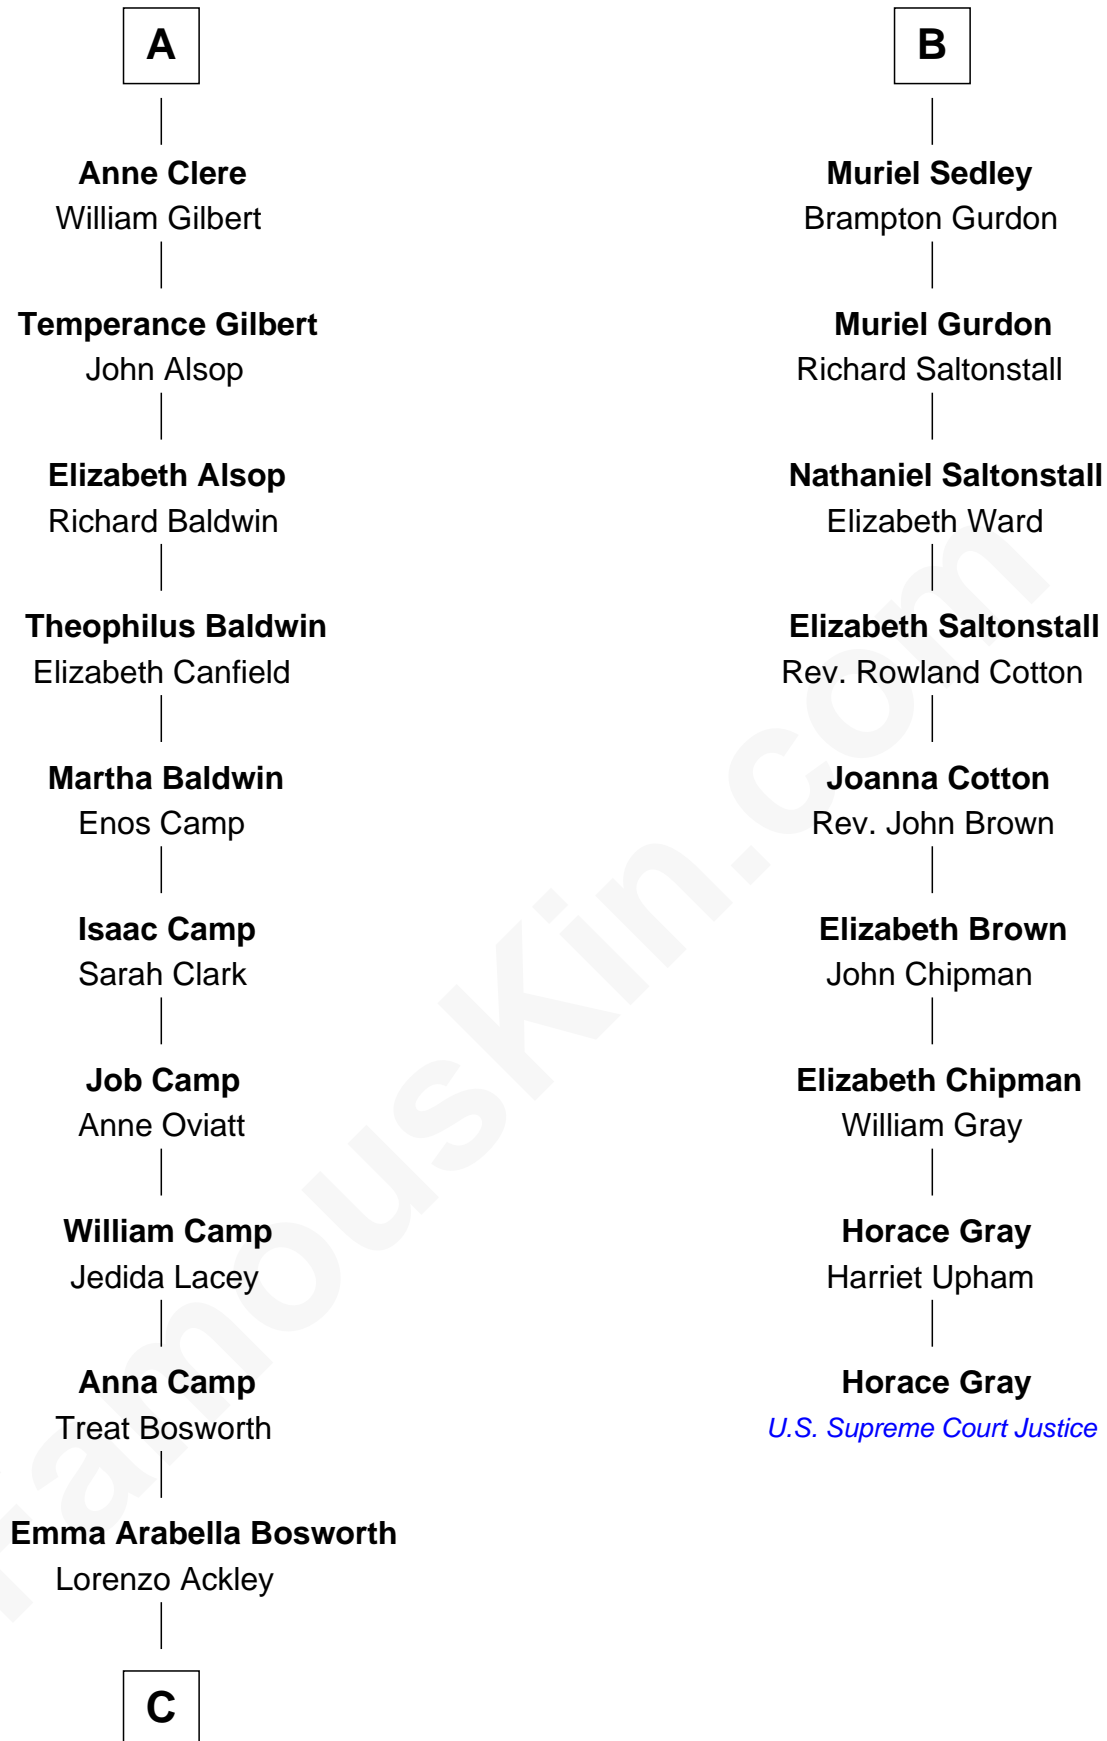 A
Anne Clere
William Gilbert
Temperance Gilbert
John Alsop
Elizabeth Alsop
Richard Baldwin
Theophilus Baldwin
Elizabeth Canfield
Martha Baldwin
Enos Camp
Isaac Camp
Sarah Clark
Job Camp
Anne Oviatt
William Camp
Jedida Lacey
Anna Camp
Treat Bosworth
Emma Arabella Bosworth
Lorenzo Ackley
C
B
Muriel Sedley
Brampton Gurdon
Muriel Gurdon
Richard Saltonstall
Nathaniel Saltonstall
Elizabeth Ward
Elizabeth Saltonstall
Rev. Rowland Cotton
Joanna Cotton
Rev. John Brown
Elizabeth Brown
John Chipman
Elizabeth Chipman
William Gray
Horace Gray
Harriet Upham
Horace Gray
U.S. Supreme Court Justice
FamousKin.com